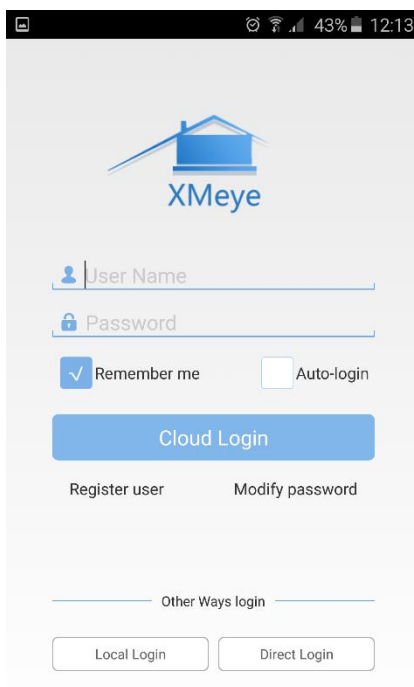 43% 12:13
XMeye
User Name
Password
Remember me Auto-login
Cloud Login
Register user Modify password
Other Ways login
Local Login Direct Login